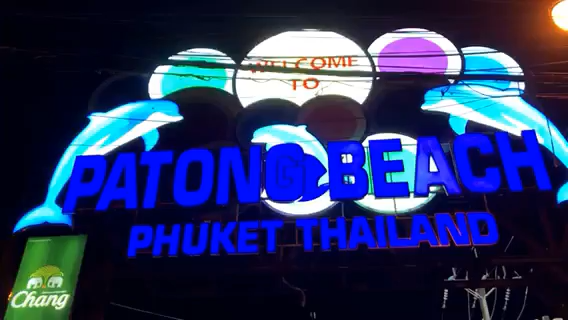 WELCOME
TO
PATONG BEACH
PHUKET THAILAND
Chang